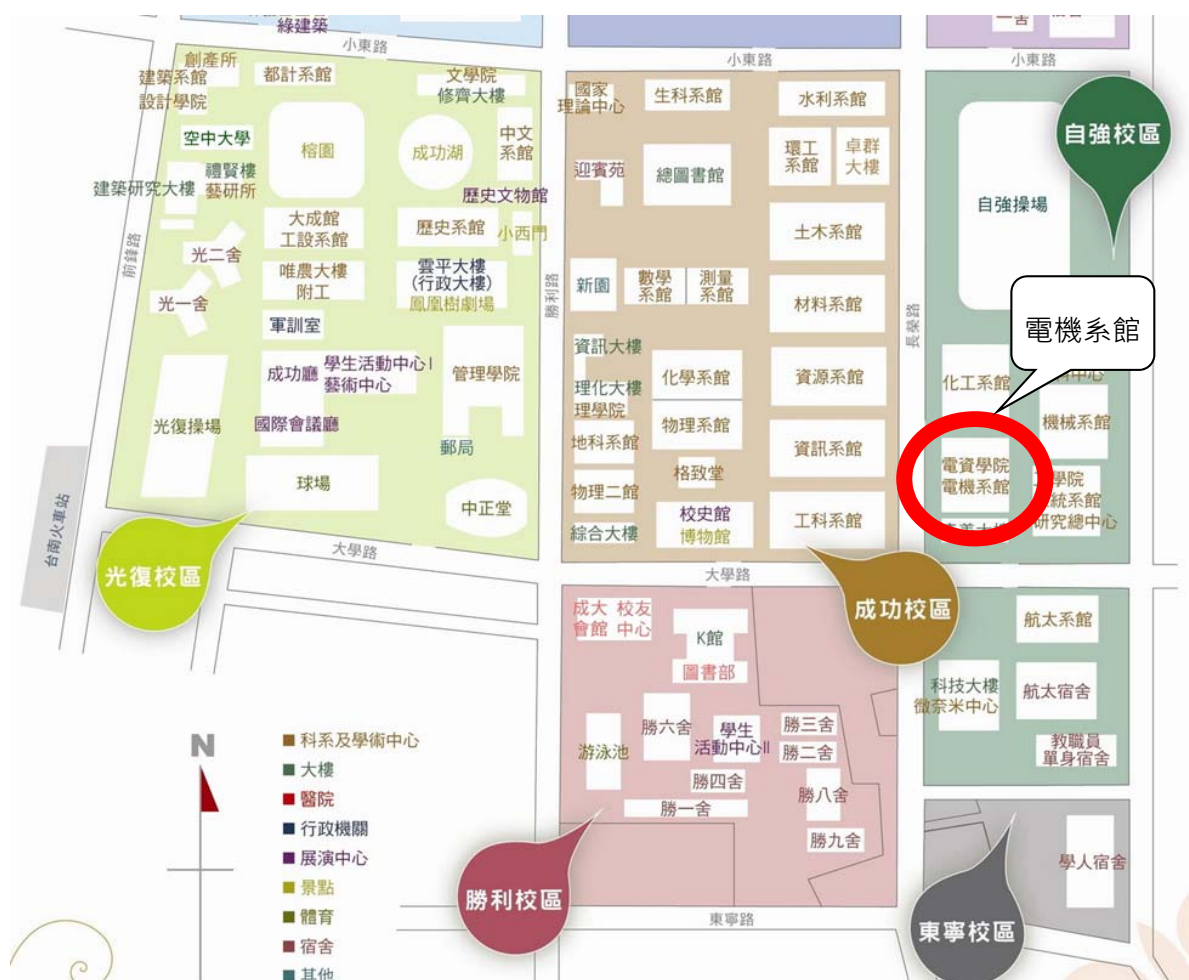 綠建築
小東路
小東路
小東路
創產所
建築系館
設計學院
都計系館
文學院
修齊大樓
空中大學
榕園
成功湖
中文
系館
禮賢樓
藝研所
建築研究大樓
歷史文物館
大成館
工設系館
歷史系館
小西門
前鋒路
光二舍
唯農大樓
附工
雲平大樓
(行政大樓)
鳳凰樹劇場
光一舍
軍訓室
勝利路
成功廳
學生活動中心I
藝術中心
管理學院
光復操場
國際會議廳
郵局
球場
中正堂
台南火車站
光復校區
大學路
國家
理論中心
生科系館
水利系館
迎賓苑
總圖書館
環工
系館
卓群
大樓
土木系館
新園
數學
系館
測量
系館
材料系館
資訊大樓
理化大樓
理學院
化學系館
資源系館
地科系館
物理系館
資訊系館
物理二館
格致堂
綜合大樓
校史館
博物館
工科系館
大學路
成功校區
長榮路
自強校區
自強操場
電機系館
化工系館
機械系館
電資學院
電機系館
學院
統系館
研究總中心
成大
會館
校友
中心
K館
圖書部
勝六舍
學生
活動中心II
勝三舍
勝二舍
游泳池
勝四舍
勝八舍
勝一舍
勝九舍
勝利校區
東寧路
航太系館
科技大樓
微奈米中心
航太宿舍
教職員
單身宿舍
學人宿舍
東寧校區
N
科系及學術中心
大樓
醫院
行政機關
展演中心
景點
體育
宿舍
其他